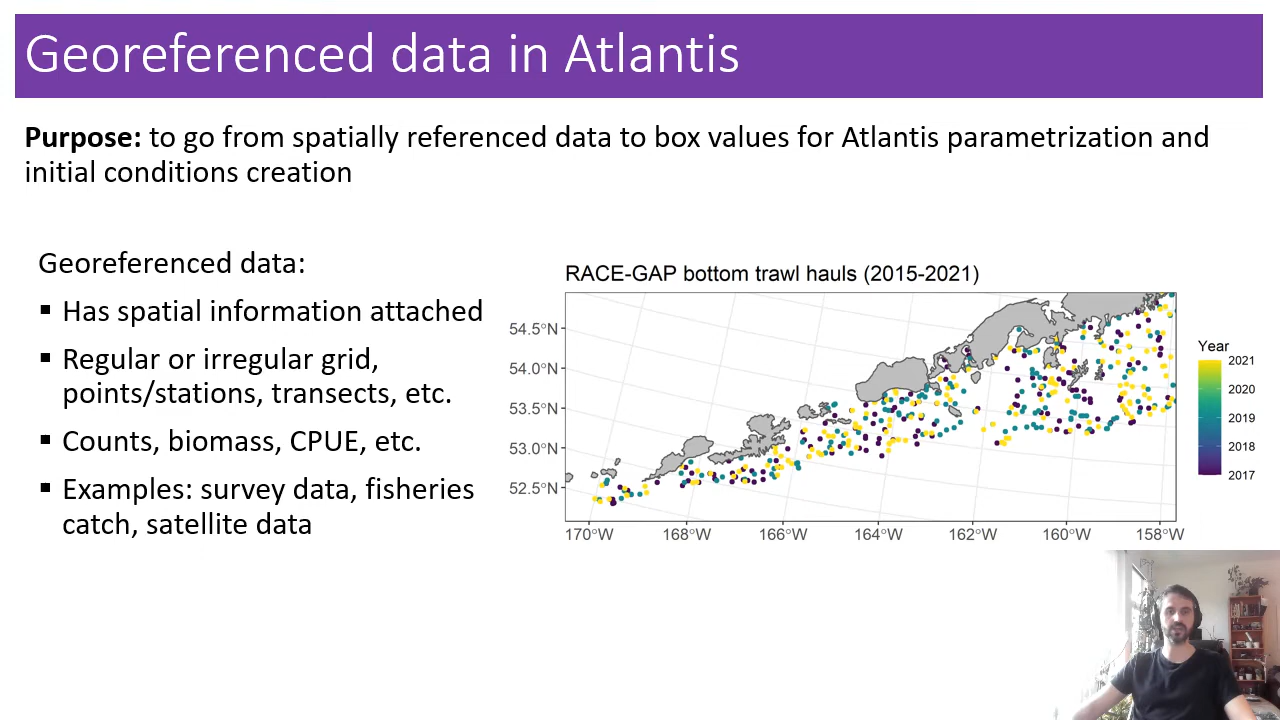 Georeferenced data in Atlantis
Purpose: to go from spatially referenced data to box values for Atlantis parametrization and
initial conditions creation
Georeferenced data:
▪ Has spatial information attached
▪ Regular or irregular grid,
points/stations, transects, etc.
▪ Counts, biomass, CPUE, etc.
▪ Examples: survey data, fisheries
catch, satellite data
RACE-GAP bottom trawl hauls (2015-2021)
54.5°N
54.0°N
53.5°N
53.0°N
52.5°N
170°W 168°W 166°W 164°W 162°W 160°W 158°W
Year
2021
2020
2019
2018
2017